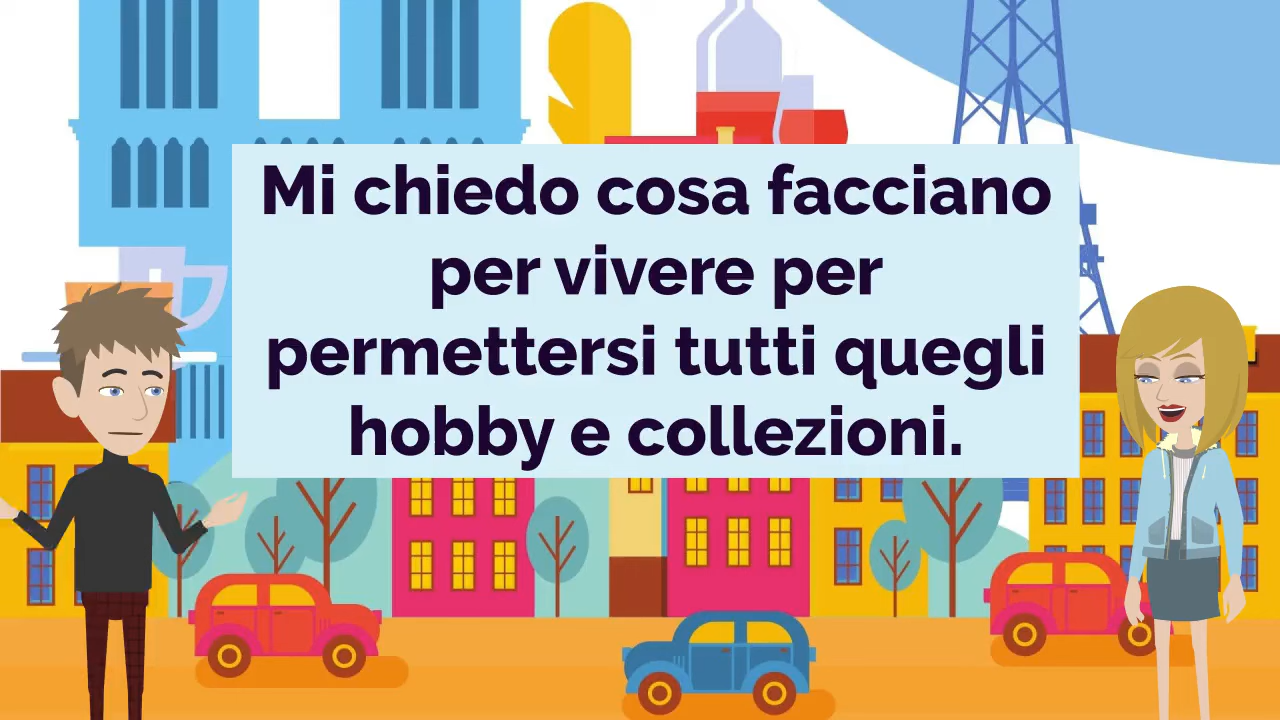 Mi chiedo cosa facciano
per vivere per
permettersi tutti quegli
hobby e collezioni.